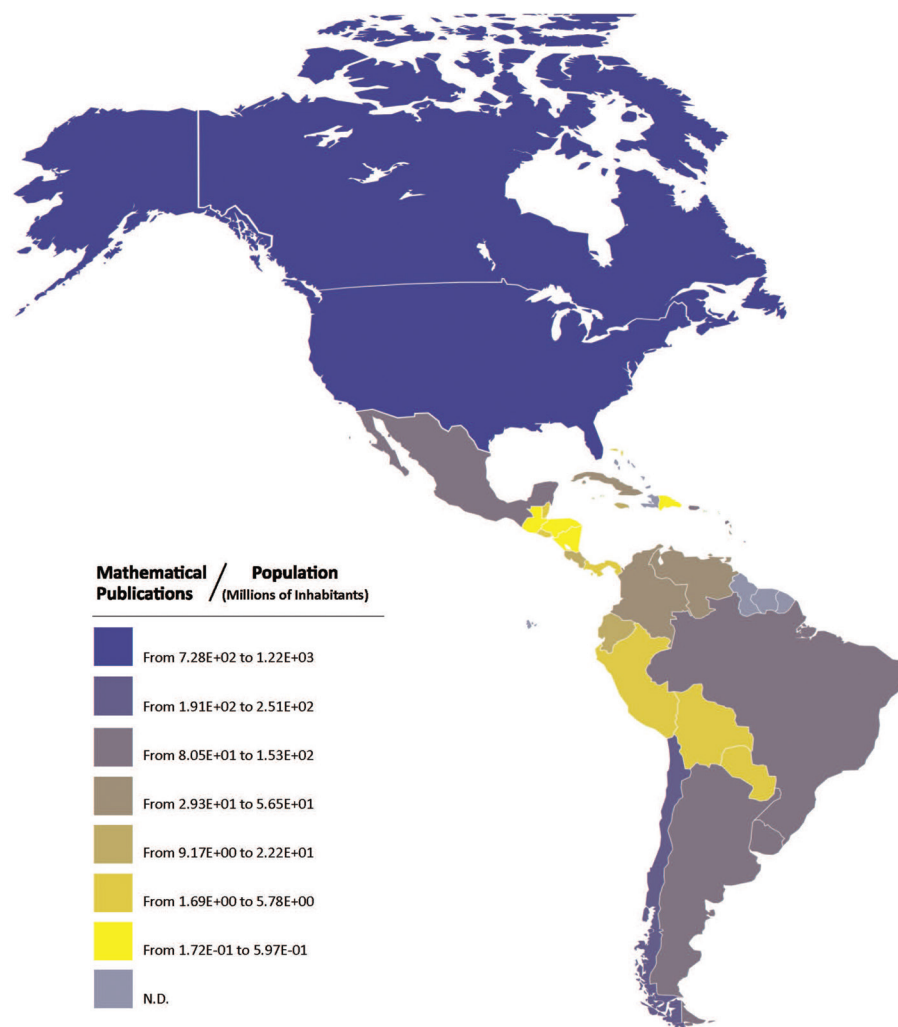 Mathematical Publications / Population
(Millions of Inhabitants)
From 7.28E+02 to 1.22E+03
From 1.91E+02 to 2.51E+02
From 8.05E+01 to 1.53E+02
From 2.93E+01 to 5.65E+01
From 9.17E+00 to 2.22E+01
From 1.69E+00 to 5.78E+00
From 1.72E-01 to 5.97E-01
N.D.